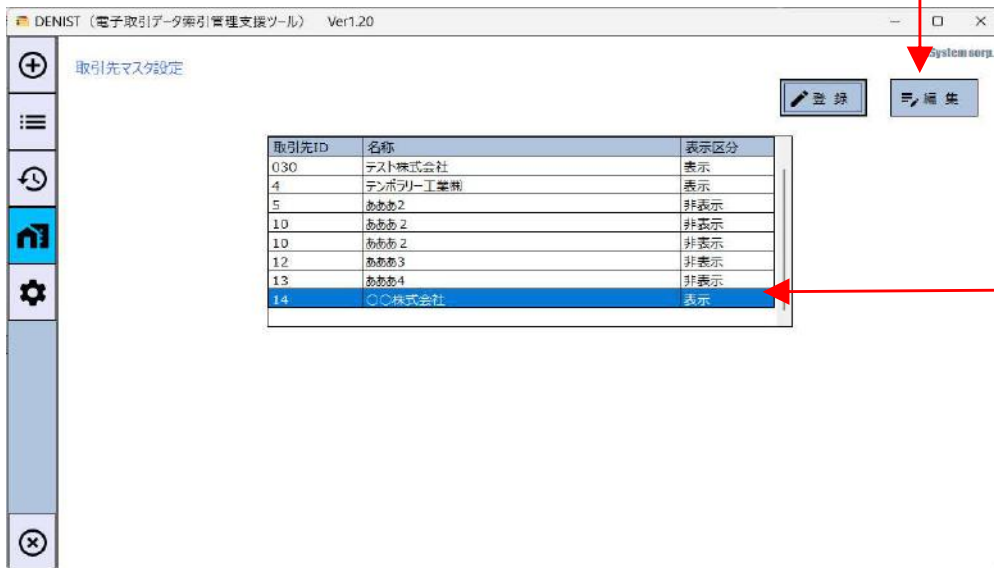 DENIST（電子取引データ索引管理支援ツール） Ver1.20
System corp.
取引先マスタ設定
登 録
編 集
取引先ID 名称 表示区分
030 テスト株式会社 表示
4 テンポラリー工業㈱ 表示
5 あああ2 非表示
10 あああ２ 非表示
10 あああ２ 非表示
12 あああ3 非表示
13 あああ4 非表示
14 〇〇株式会社 表示